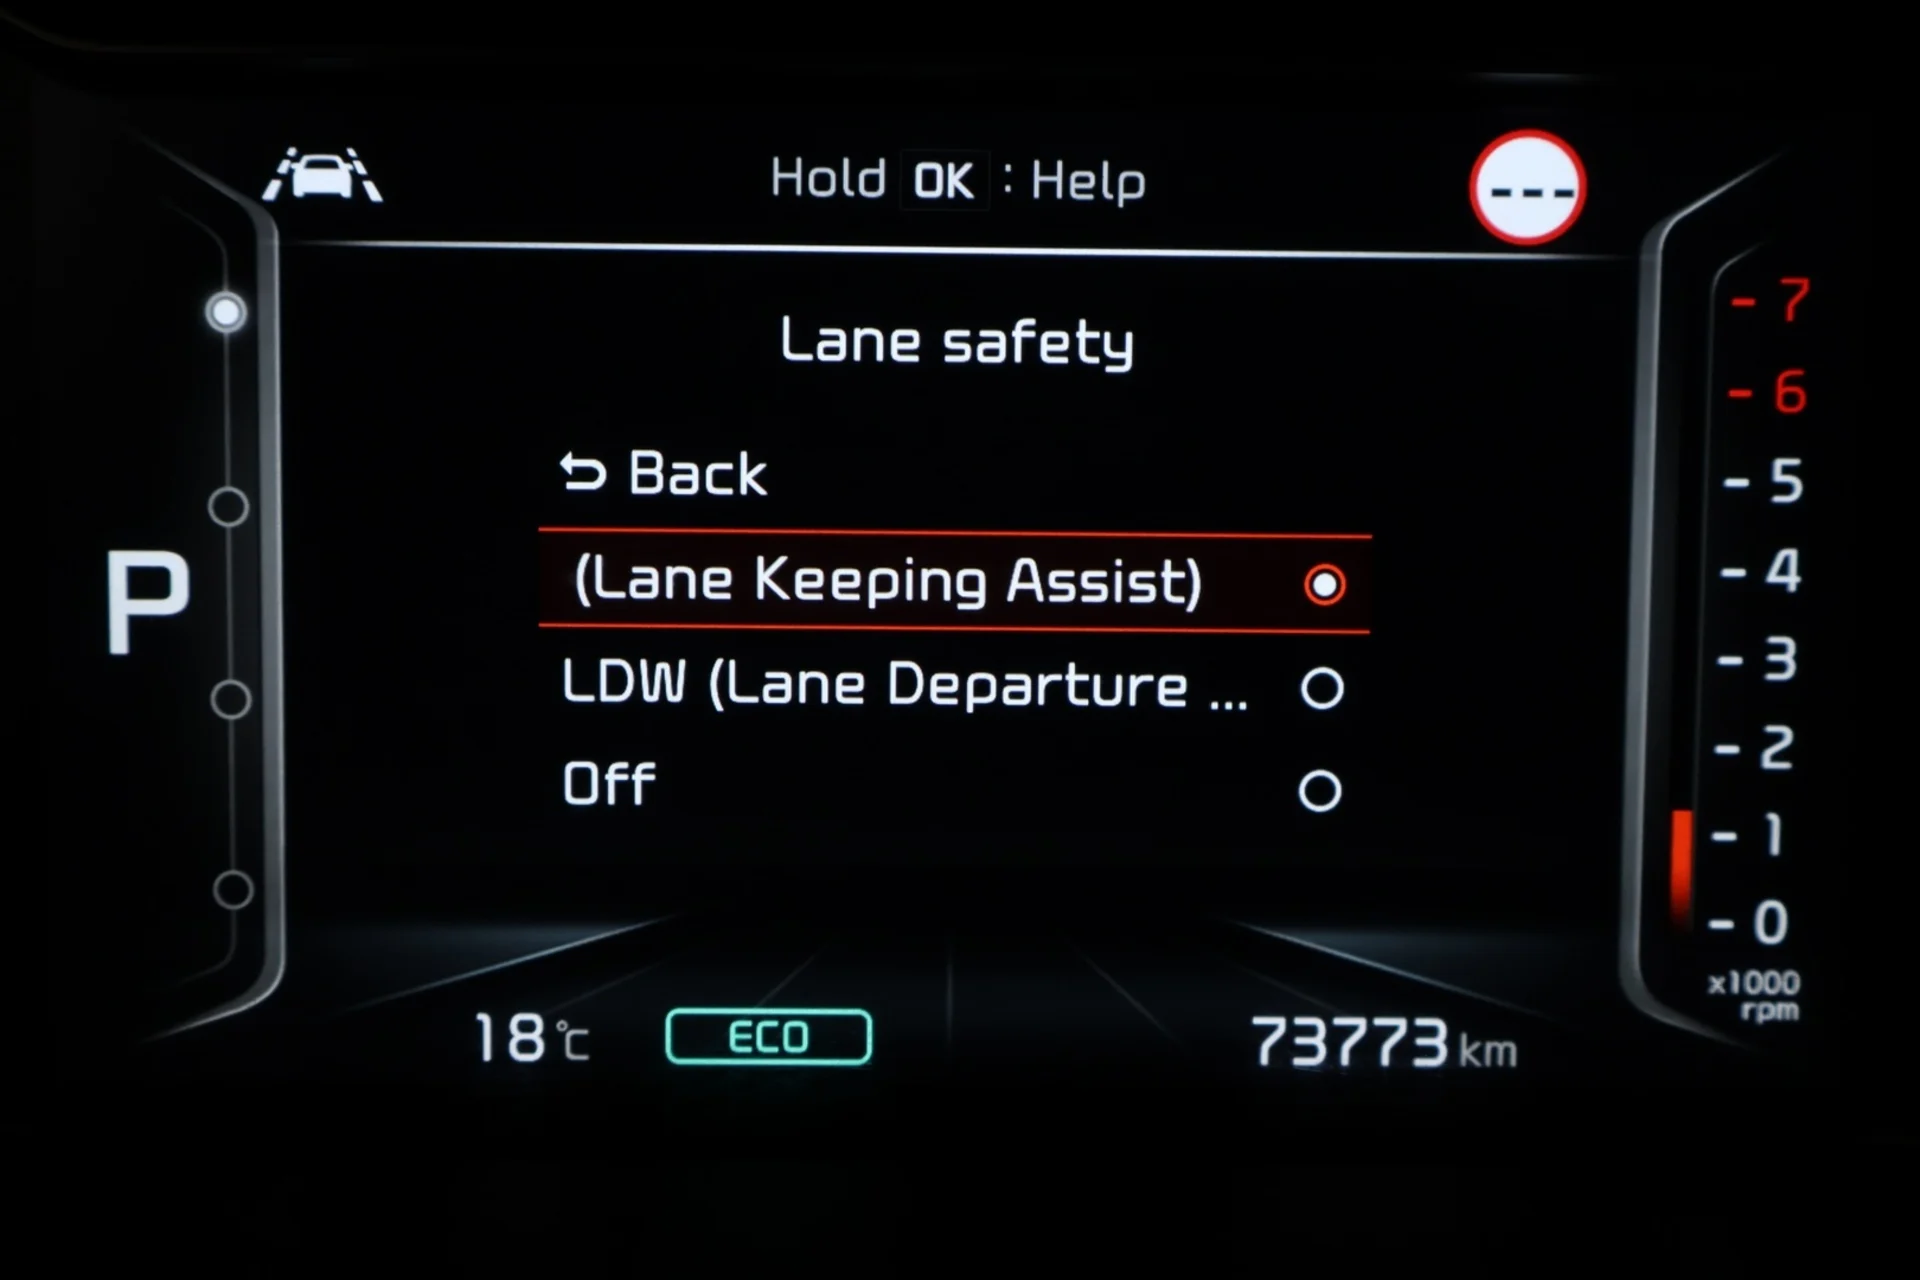 Hold OK : Help
---
Lane safety
Back
(Lane Keeping Assist)
LDW (Lane Departure ...
Off
P
7
6
5
4
3
2
1
0
x1000
rpm
18°C
ECO
73773 km